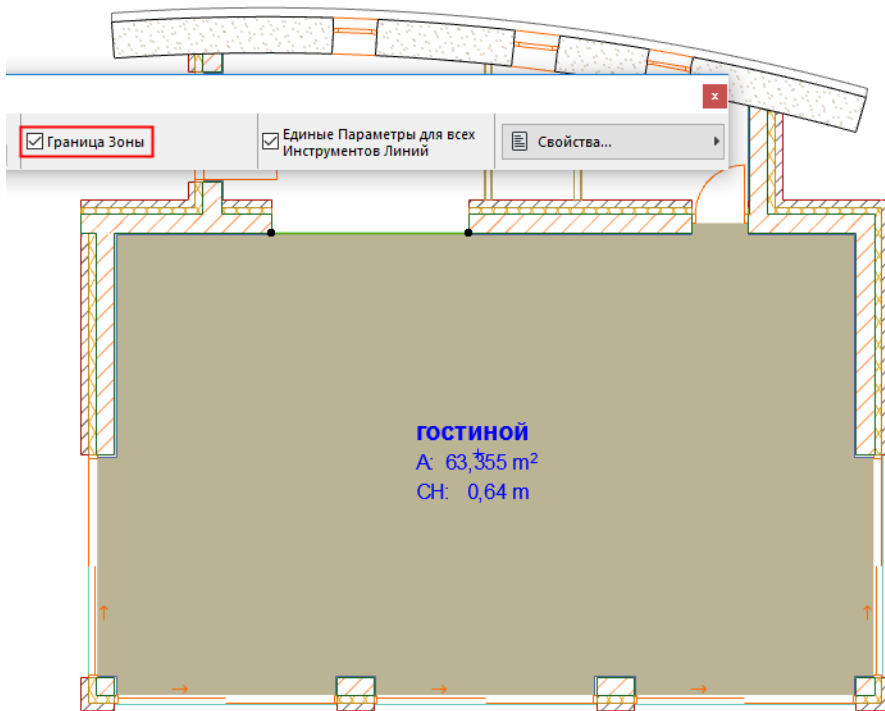 Граница Зоны
Единые Параметры для всех
Инструментов Линий
Свойства...
гостиной
A: 63,355 m²
CH: 0,64 m